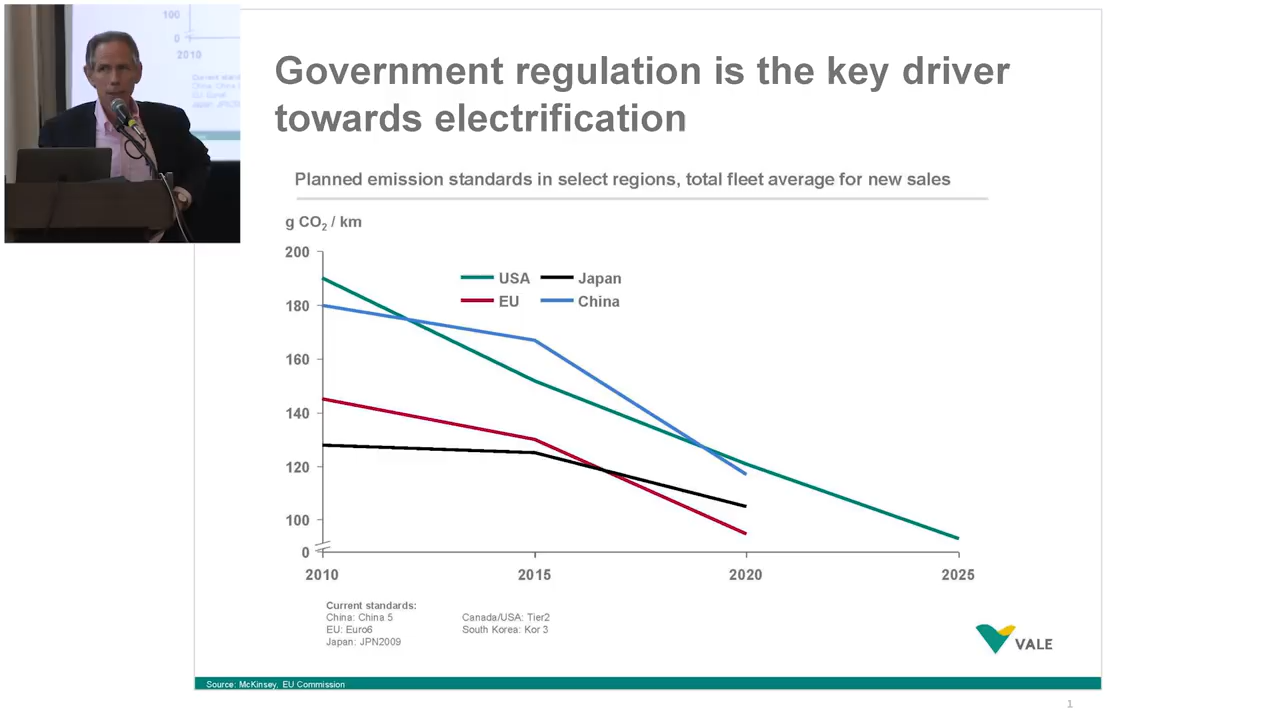 Government regulation is the key driver
towards electrification
Planned emission standards in select regions, total fleet average for new sales
g CO₂ / km
200
180
160
140
120
100
0
USA
Japan
EU
China
2010
2015
2020
2025
Current standards:
China: China 5
EU: Euro6
Japan: JPN2009
Canada/USA: Tier2
South Korea: Kor 3
VALE
Source: McKinsey, EU Commission
1
100
0
2010